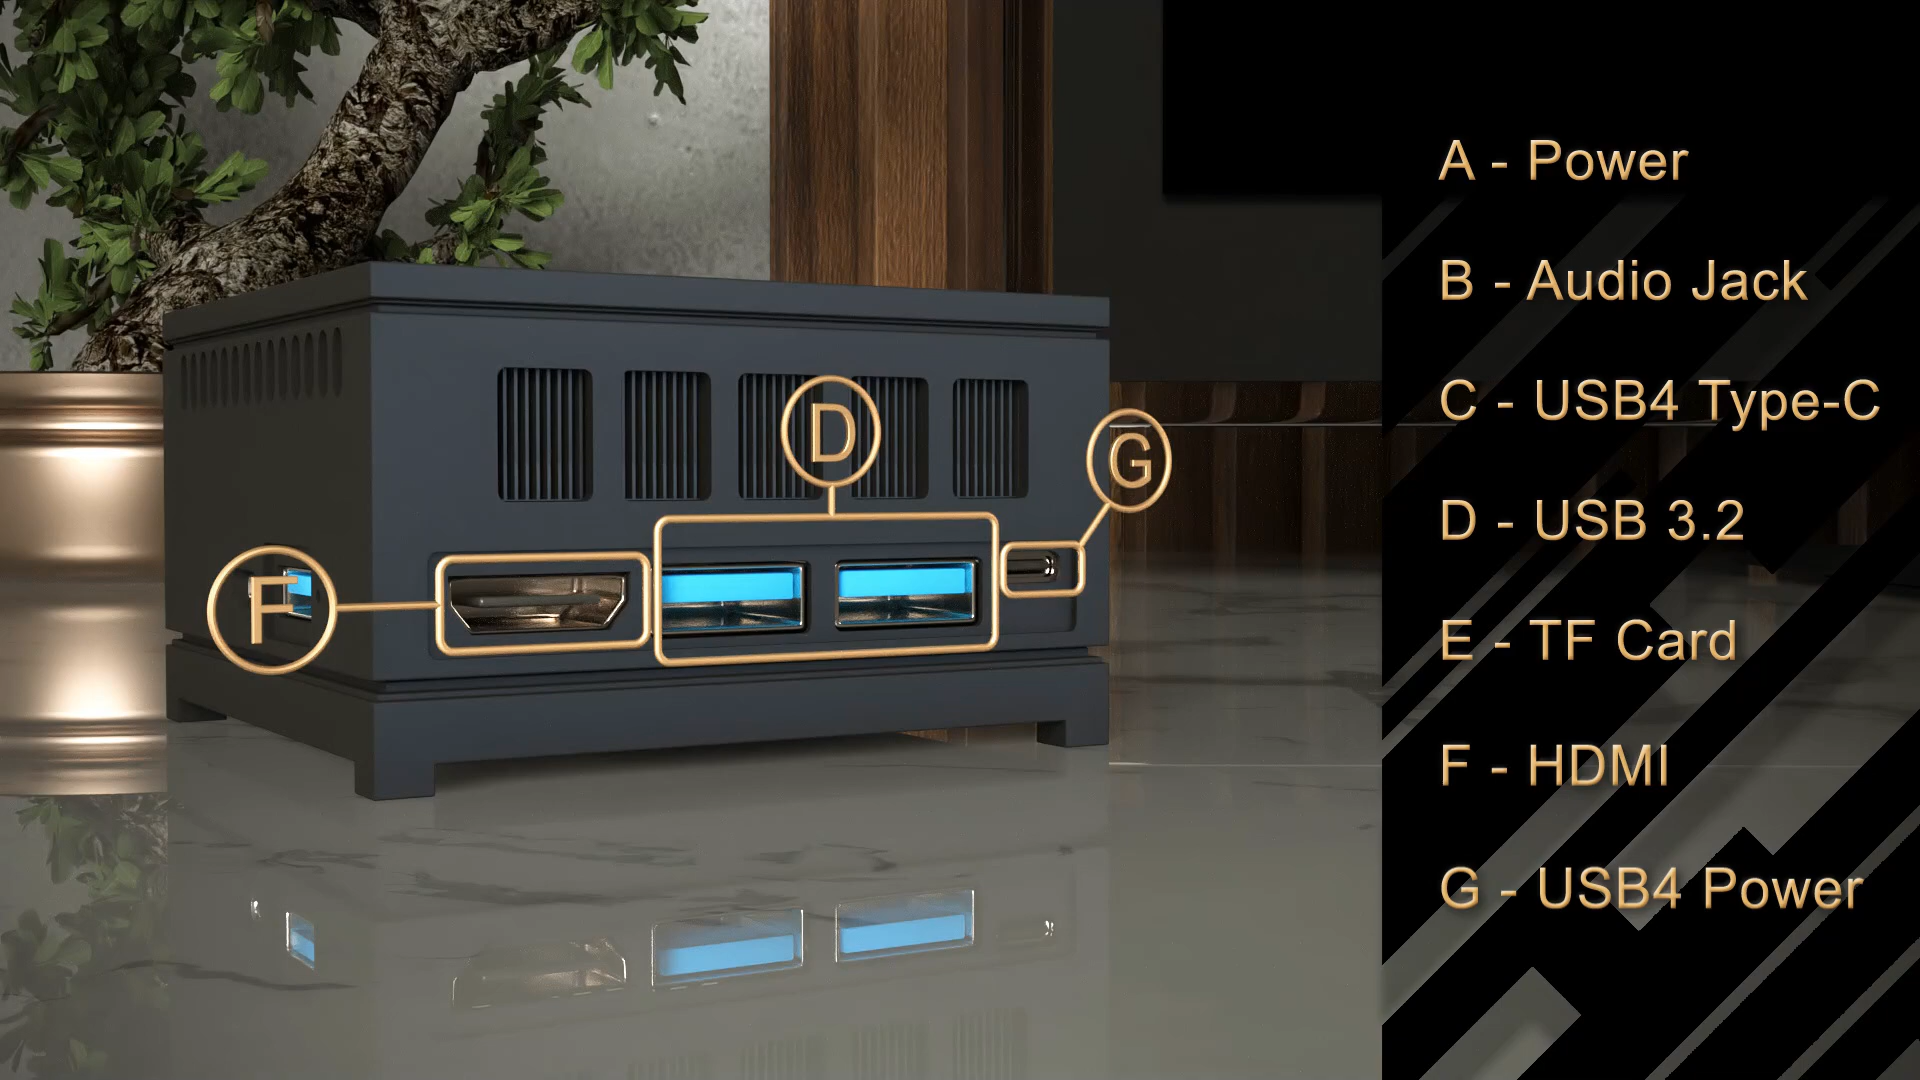 D
G
F
A - Power
B - Audio Jack
C - USB4 Type-C
D - USB 3.2
E - TF Card
F - HDMI
G - USB4 Power